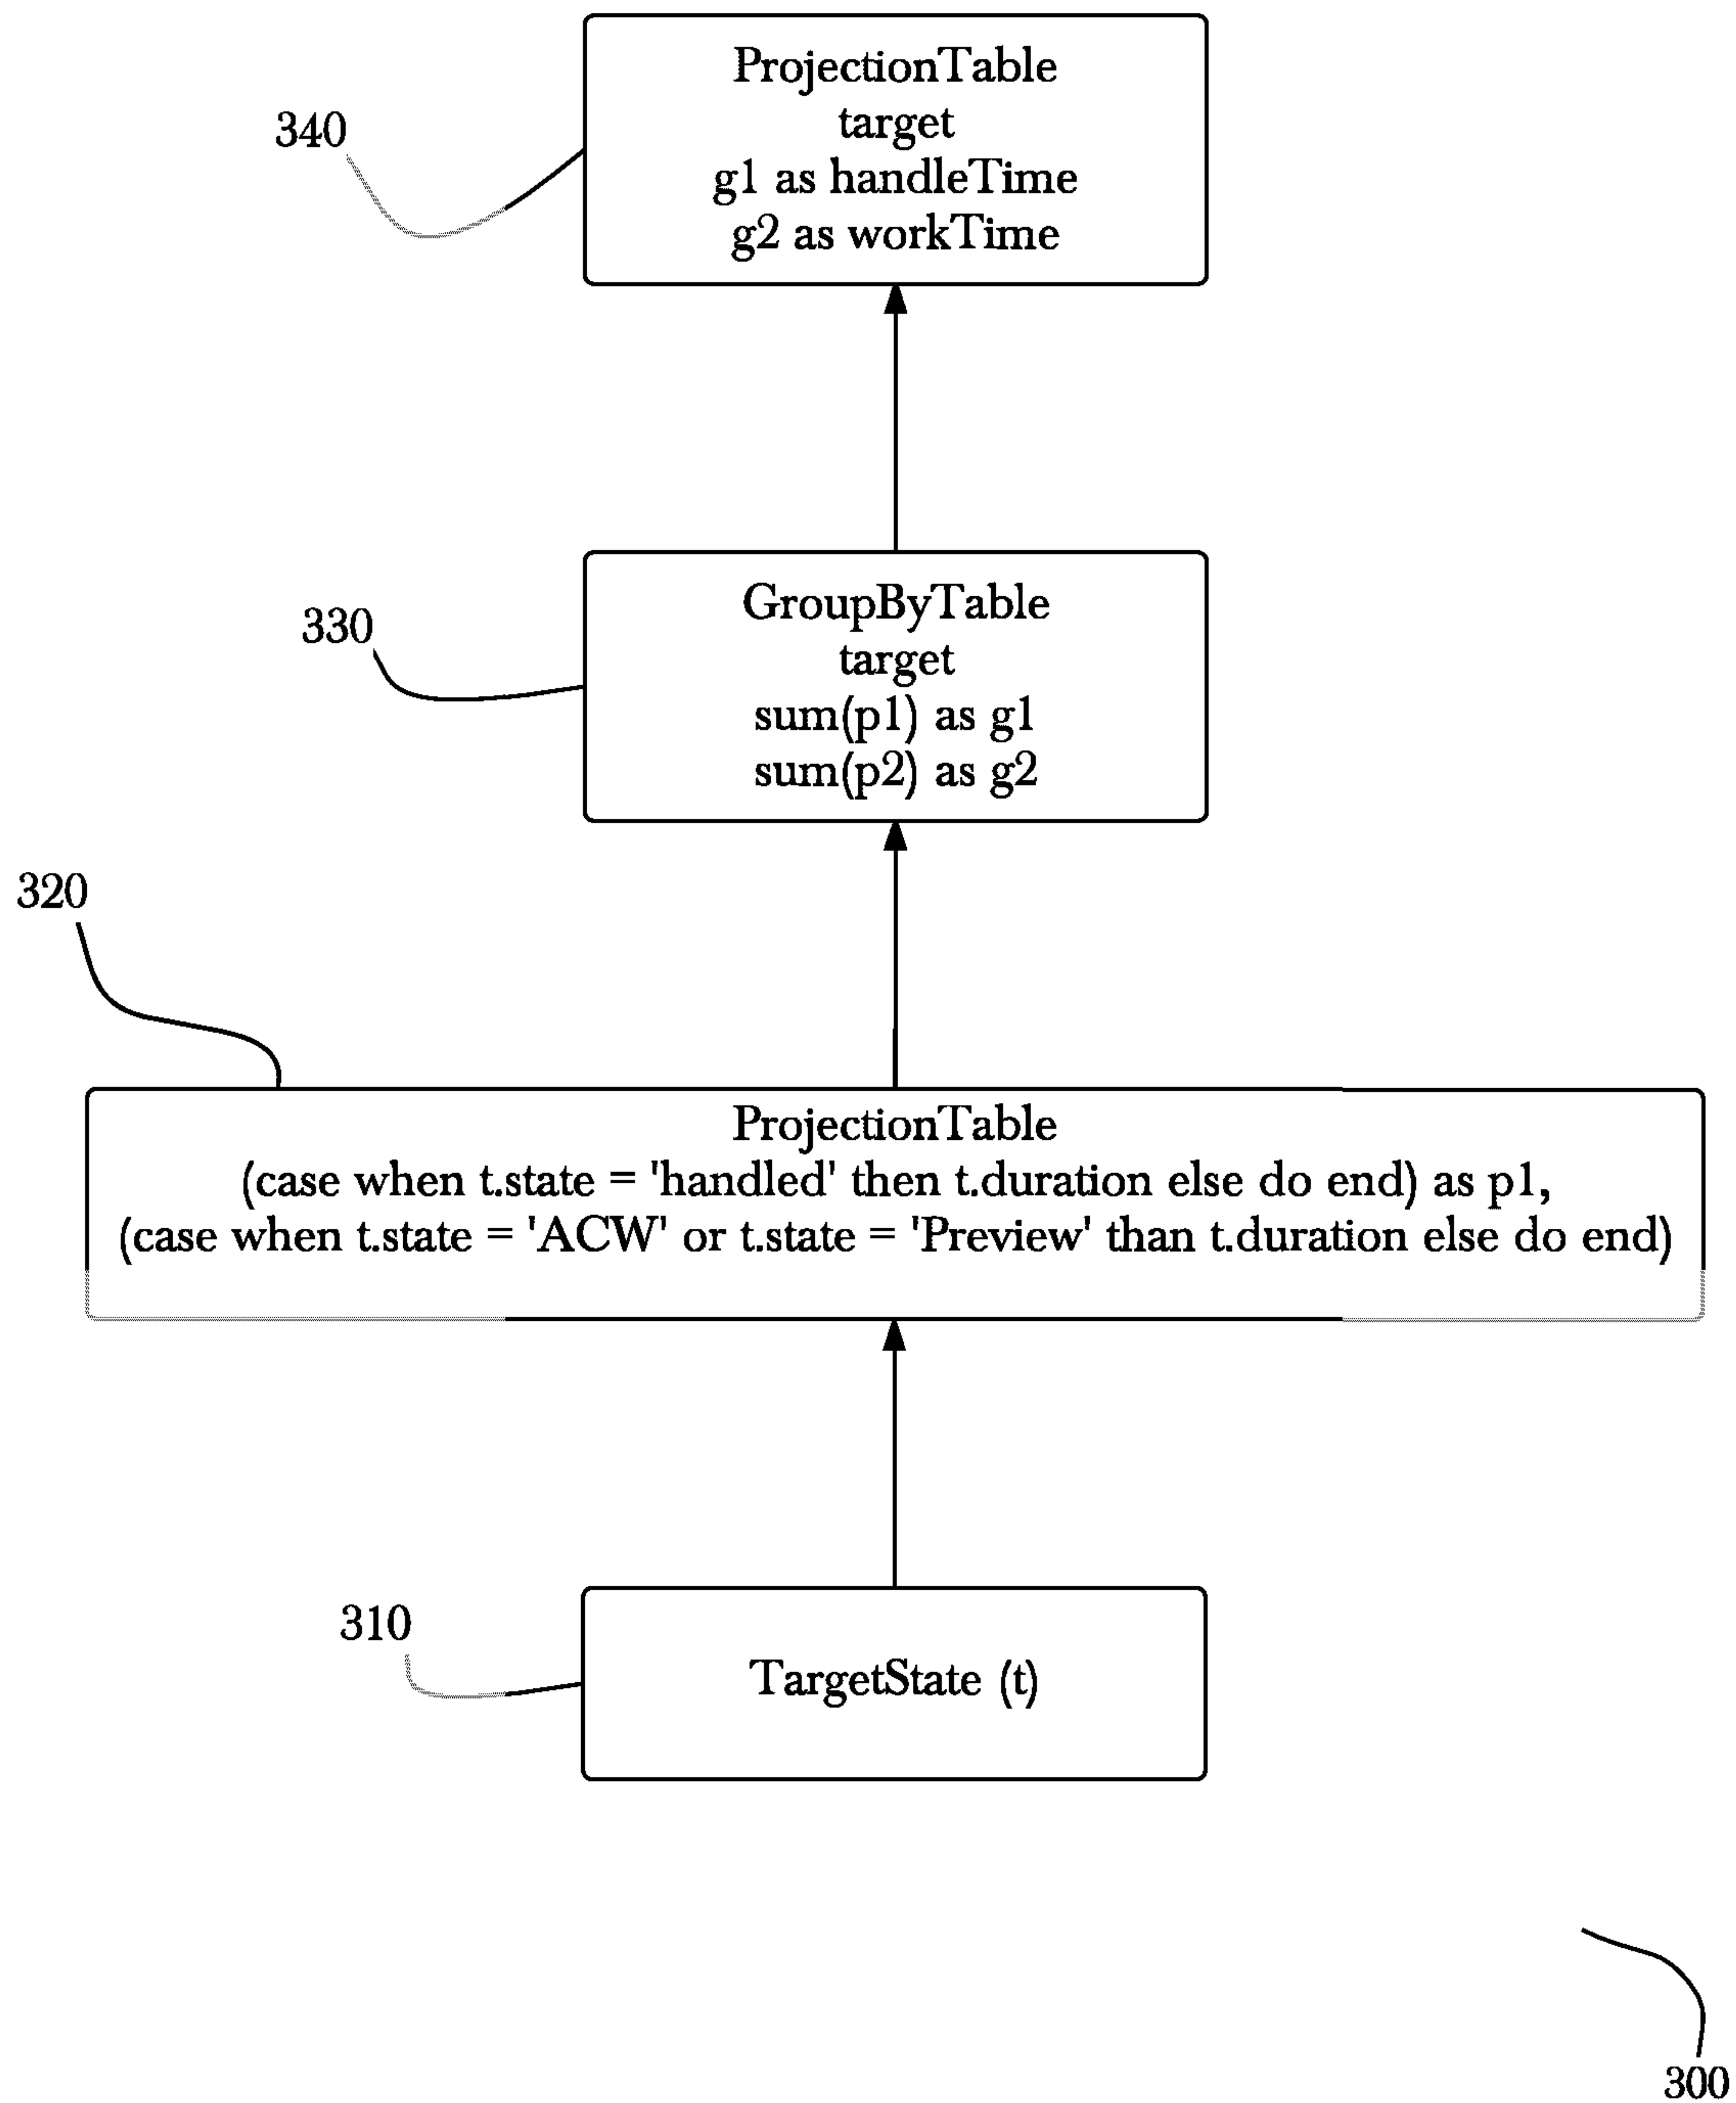 ProjectionTable
target
g1 as handleTime
g2 as workTime
340
GroupByTable
target
sum(p1) as g1
sum(p2) as g2
330
320
ProjectionTable
(case when t.state = 'handled' then t.duration else do end) as p1,
(case when t.state = 'ACW' or t.state = 'Preview' than t.duration else do end)
310
TargetState (t)
300